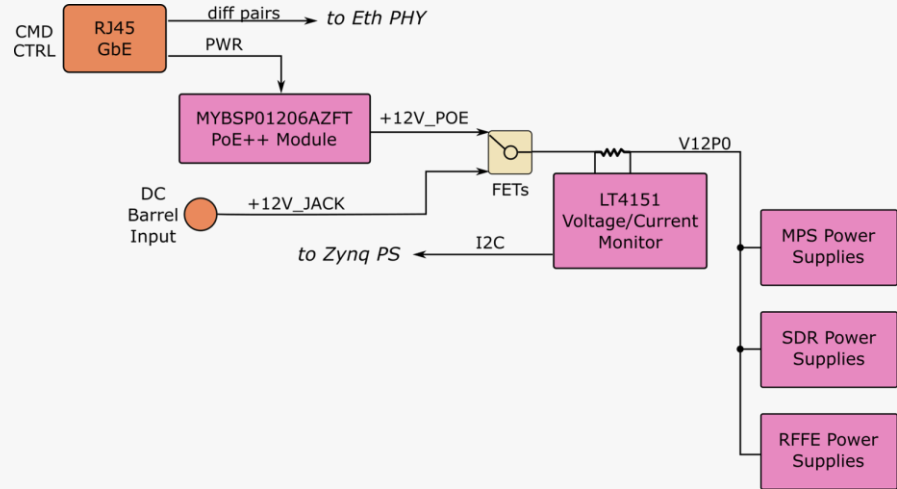 diff pairs
to Eth PHY
CMD
CTRL
RJ45
GbE
PWR
MYBSP01206AZFT
PoE++ Module
+12V_POE
FETs
V12P0
DC
Barrel
Input
+12V_JACK
LT4151
Voltage/Current
Monitor
to Zynq PS
I2C
MPS Power
Supplies
SDR Power
Supplies
RFFE Power
Supplies